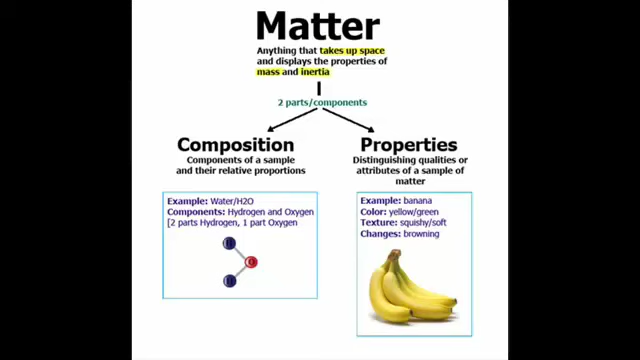 Matter
Anything that takes up space
and displays the properties of
mass and inertia
2 parts/components
Composition
Components of a sample
and their relative proportions
Example: Water/H2O
Components: Hydrogen and Oxygen
[2 parts Hydrogen, 1 part Oxygen
Properties
Distinguishing qualities or
attributes of a sample of
matter
Example: banana
Color: yellow/green
Texture: squishy/soft
Changes: browning